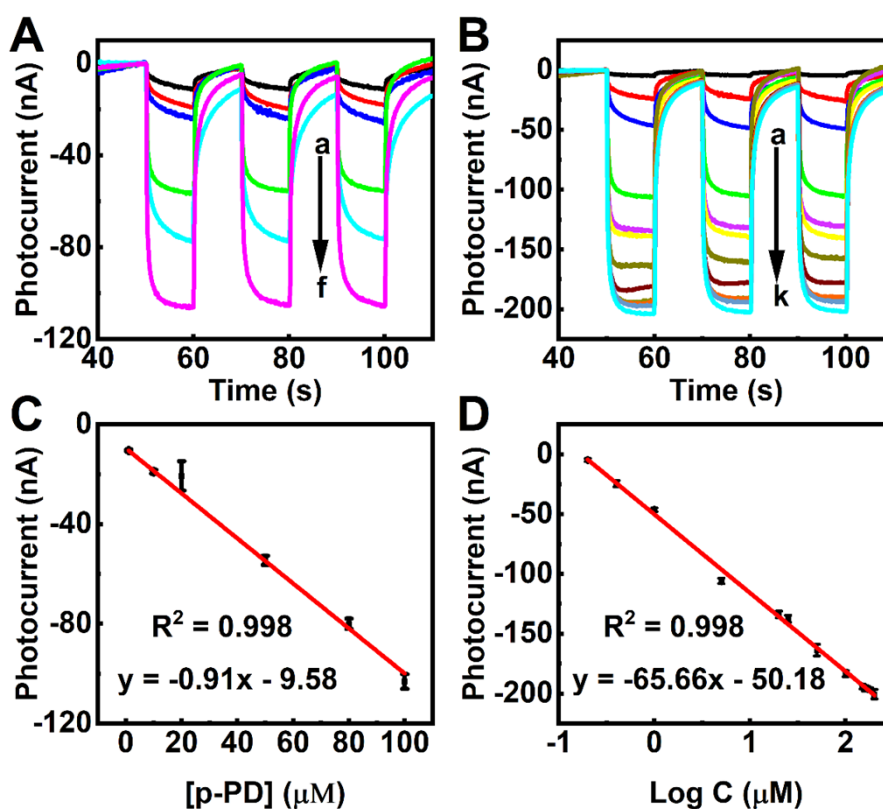 A
Photocurrent (nA)
0
-40
-80
-120
a
f
40 60 80 100
Time (s)
B
Photocurrent (nA)
0
-50
-100
-150
-200
a
k
40 60 80 100
Time (s)
C
Photocurrent (nA)
0
-40
-80
-120
R² = 0.998
y = -0.91x - 9.58
0 20 40 60 80 100
[p-PD] (μM)
D
Photocurrent (nA)
0
-50
-100
-150
-200
R² = 0.998
y = -65.66x - 50.18
-1 0 1 2
Log C (μM)